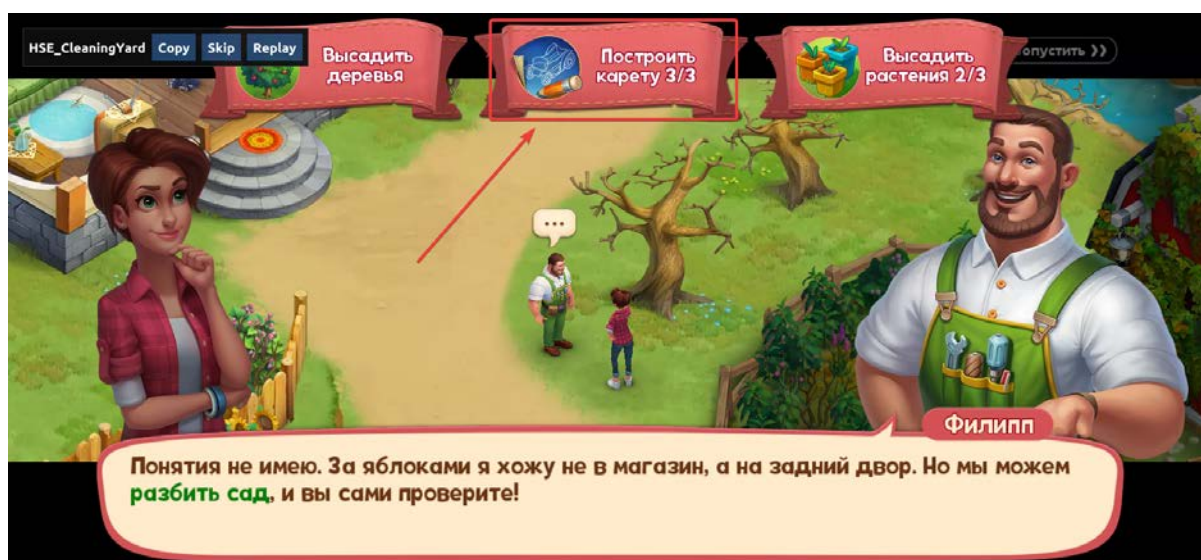 HSE_CleaningYard Copy Skip Replay
Высадить
деревья
Построить
карету 3/3
Высадить
растения 2/3
опустить
...
Филипп
Понятия не имею. За яблоками я хожу не в магазин, а на задний двор. Но мы можем
разбить сад, и вы сами проверите!